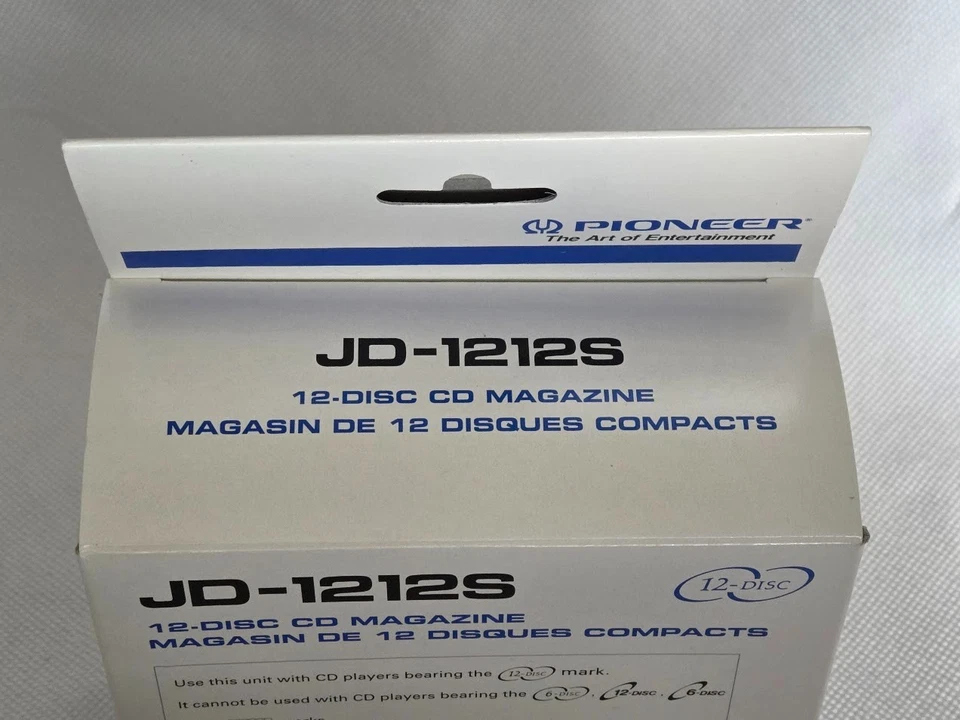 PIONEER®
The Art of Entertainment
JD-1212S
12-DISC CD MAGAZINE
MAGASIN DE 12 DISQUES COMPACTS
JD-1212S
12-DISC
12-DISC CD MAGAZINE
MAGASIN DE 12 DISQUES COMPACTS
Use this unit with CD players bearing the 12-DISC mark.
It cannot be used with CD players bearing the 6-DISC , 12-DISC , 6-DISC